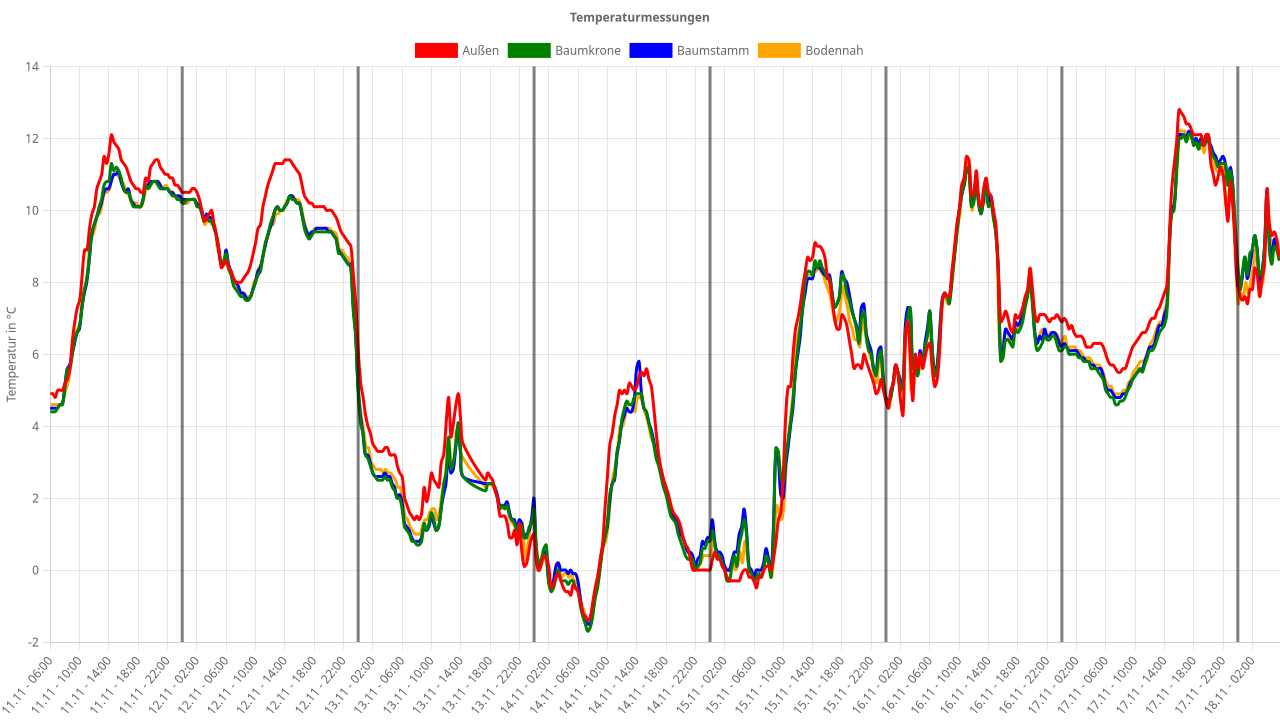 Temperaturmessungen
Außen Baumkrone Baumstamm Bodennah
Temperatur in °C
14
12
10
8
6
4
2
0
-2
11.11 - 06:00
11.11 - 10:00
11.11 - 14:00
11.11 - 18:00
11.11 - 22:00
12.11 - 02:00
12.11 - 06:00
12.11 - 10:00
12.11 - 14:00
12.11 - 18:00
12.11 - 22:00
13.11 - 02:00
13.11 - 06:00
13.11 - 10:00
13.11 - 14:00
13.11 - 18:00
13.11 - 22:00
14.11 - 02:00
14.11 - 06:00
14.11 - 10:00
14.11 - 14:00
14.11 - 18:00
14.11 - 22:00
15.11 - 02:00
15.11 - 06:00
15.11 - 10:00
15.11 - 14:00
15.11 - 18:00
15.11 - 22:00
16.11 - 02:00
16.11 - 06:00
16.11 - 10:00
16.11 - 14:00
16.11 - 18:00
16.11 - 22:00
17.11 - 02:00
17.11 - 06:00
17.11 - 10:00
17.11 - 14:00
17.11 - 18:00
17.11 - 22:00
18.11 - 02:00